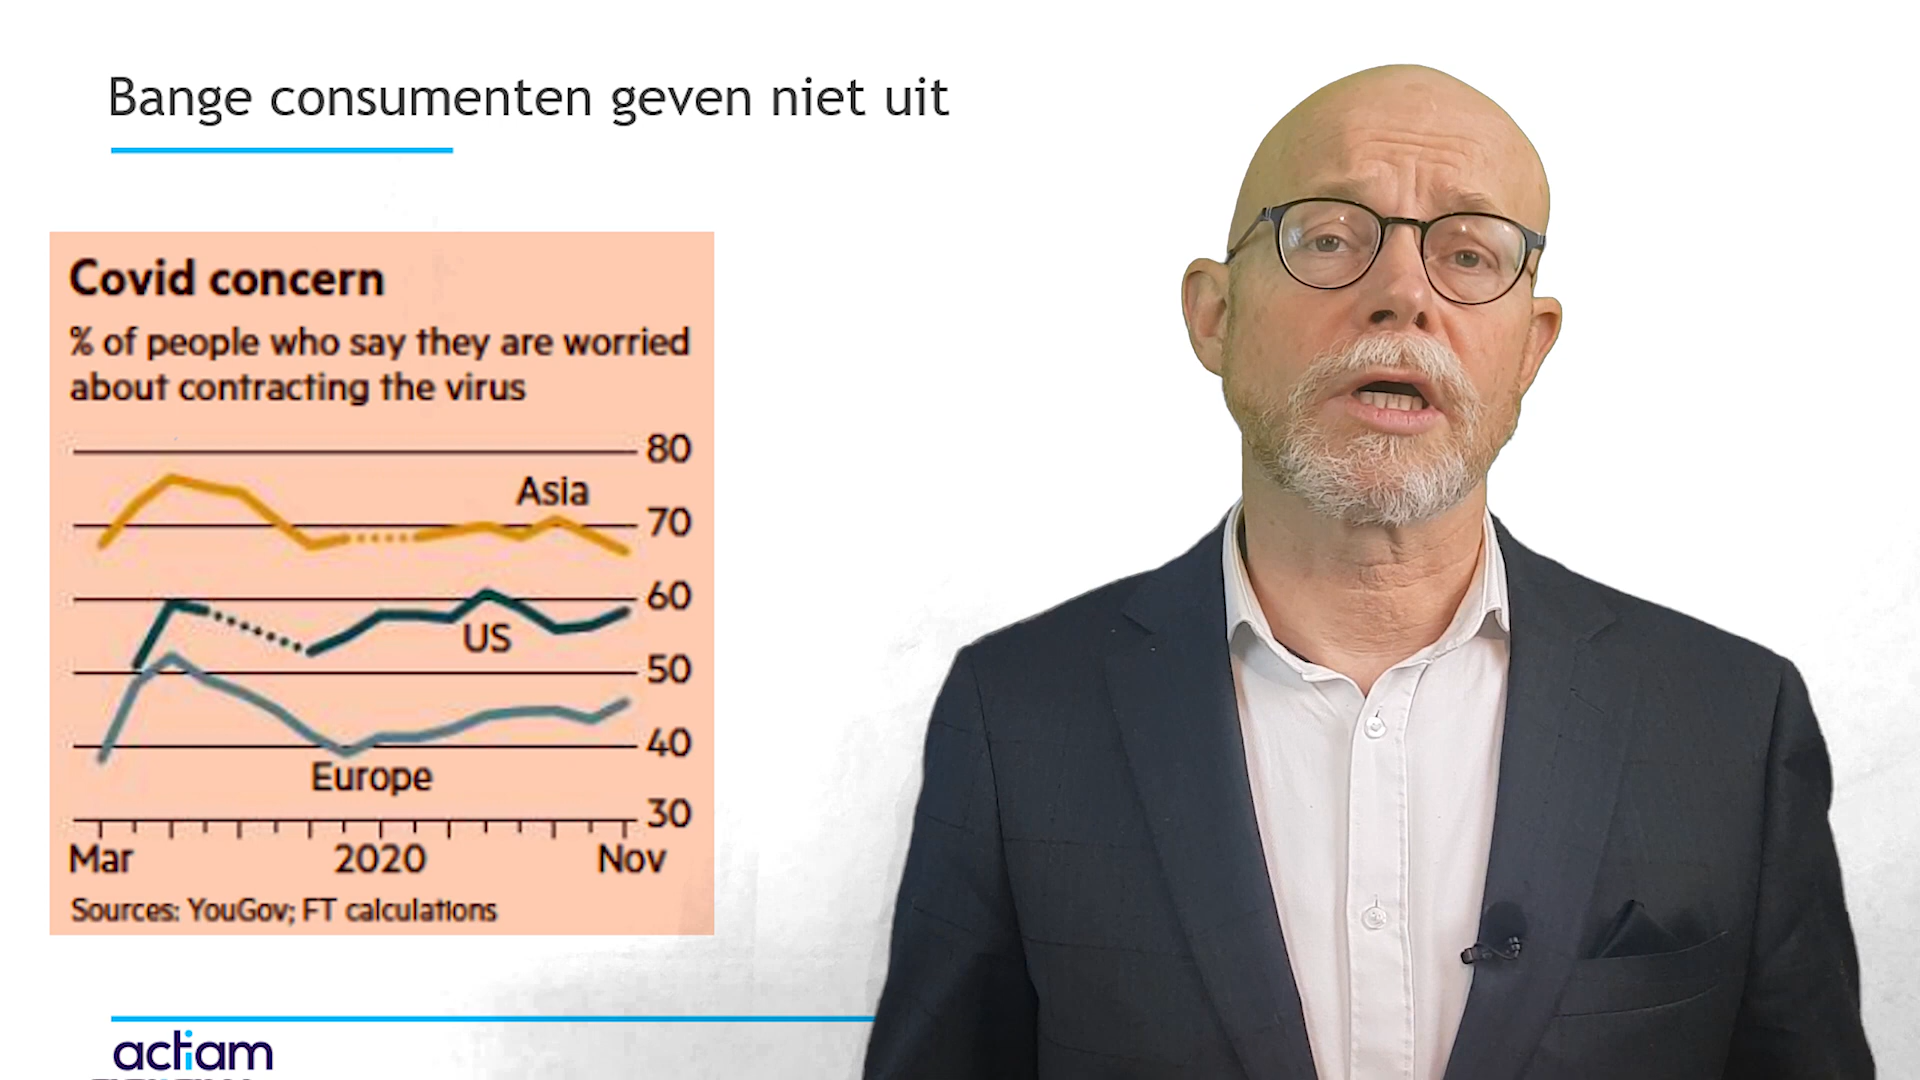 Bange consumenten geven niet uit
Covid concern
% of people who say they are worried
about contracting the virus
80
Asia
70
60
US
50
40
Europe
30
Mar 2020 Nov
Sources: YouGov; FT calculations
actiam